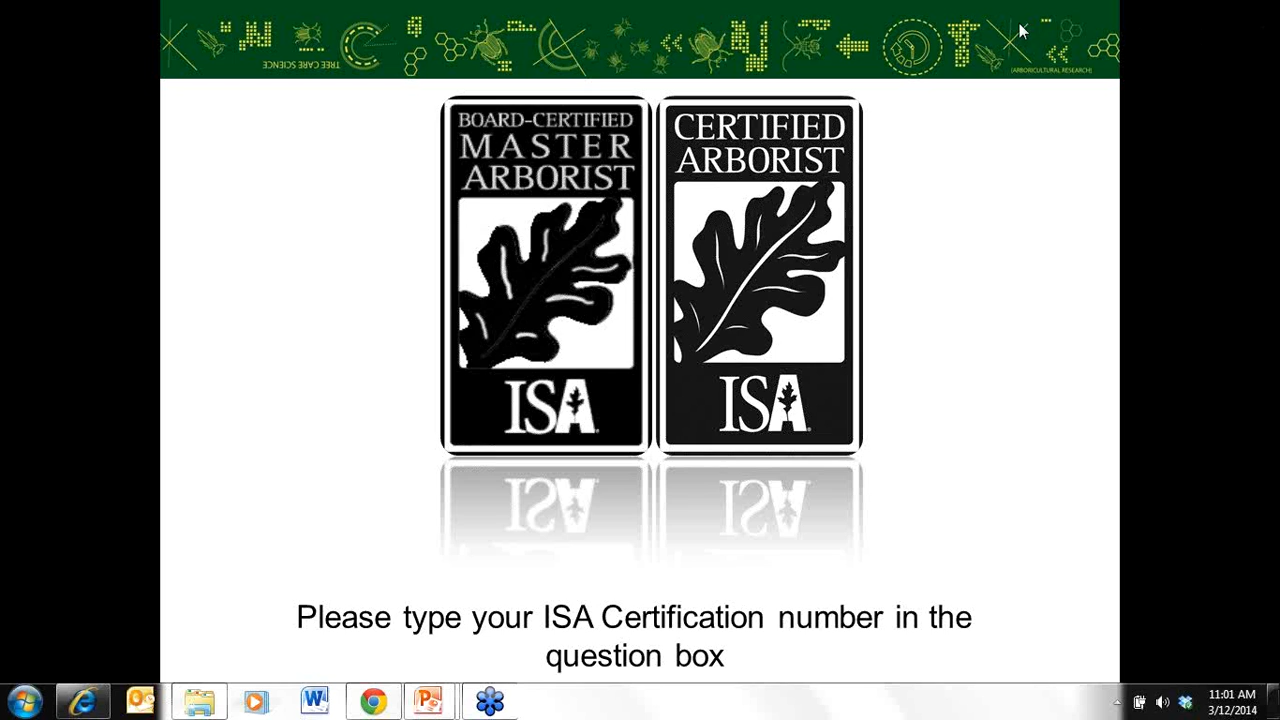 TREE CARE SCIENCE
[ARBORICULTURAL RESEARCH]
BOARD-CERTIFIED
MASTER
ARBORIST
ISA
CERTIFIED
ARBORIST
ISA
Please type your ISA Certification number in the
question box
11:01 AM
3/12/2014